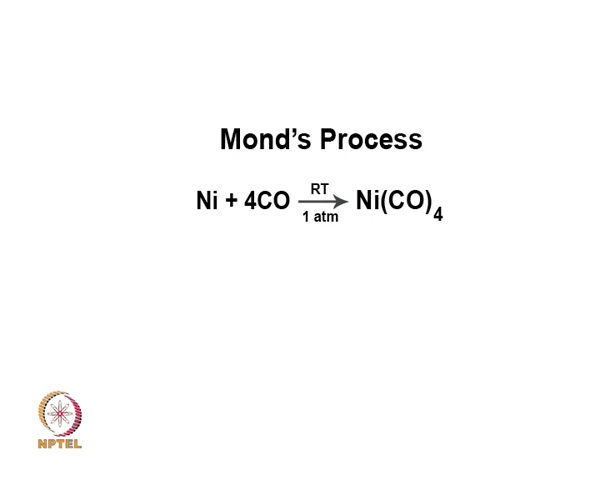 Mond's Process
RT
Ni + 4CO ⟶ Ni(CO)₄
1 atm
NPTEL